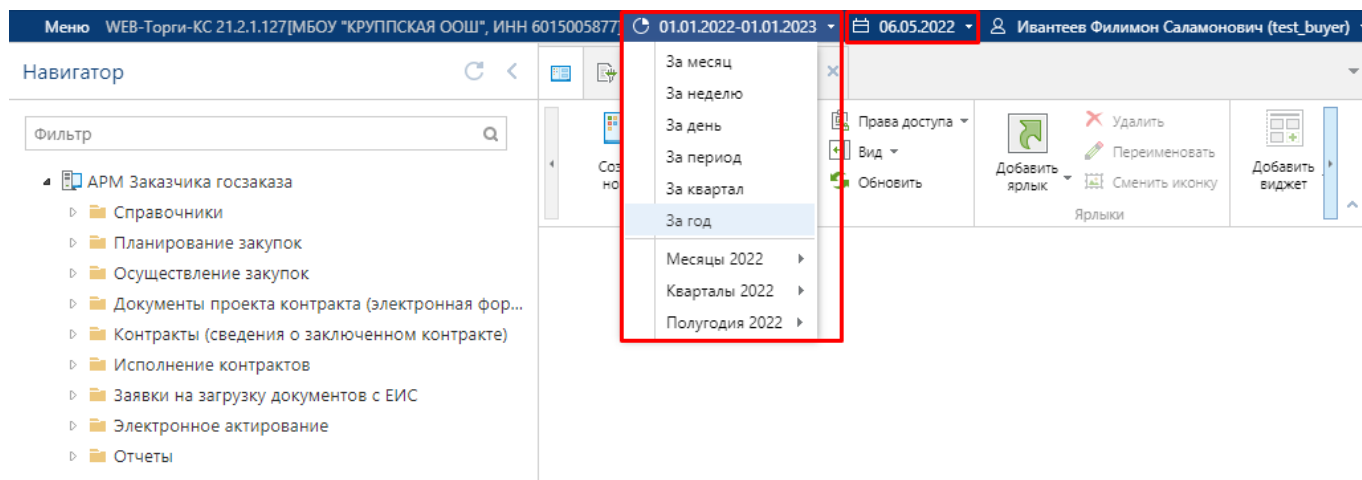 Меню WEB-Торги-КС 21.2.1.127[МБОУ "КРУППСКАЯ ООШ", ИНН 6015005877] 01.01.2022-01.01.2023 06.05.2022 Ивантеев Филимон Саламонович (test_buyer)
Навигатор
Фильтр
АРМ Заказчика госзаказа
Справочники
Планирование закупок
Осуществление закупок
Документы проекта контракта (электронная фор...
Контракты (сведения о заключенном контракте)
Исполнение контрактов
Заявки на загрузку документов с ЕИС
Электронное актирование
Отчеты
За месяц
За неделю
За день
За период
За квартал
За год
Месяцы 2022
Кварталы 2022
Полугодия 2022
Соз
но
Права доступа
Вид
Обновить
Добавить
ярлык
Удалить
Переименовать
Сменить иконку
Ярлыки
Добавить
виджет